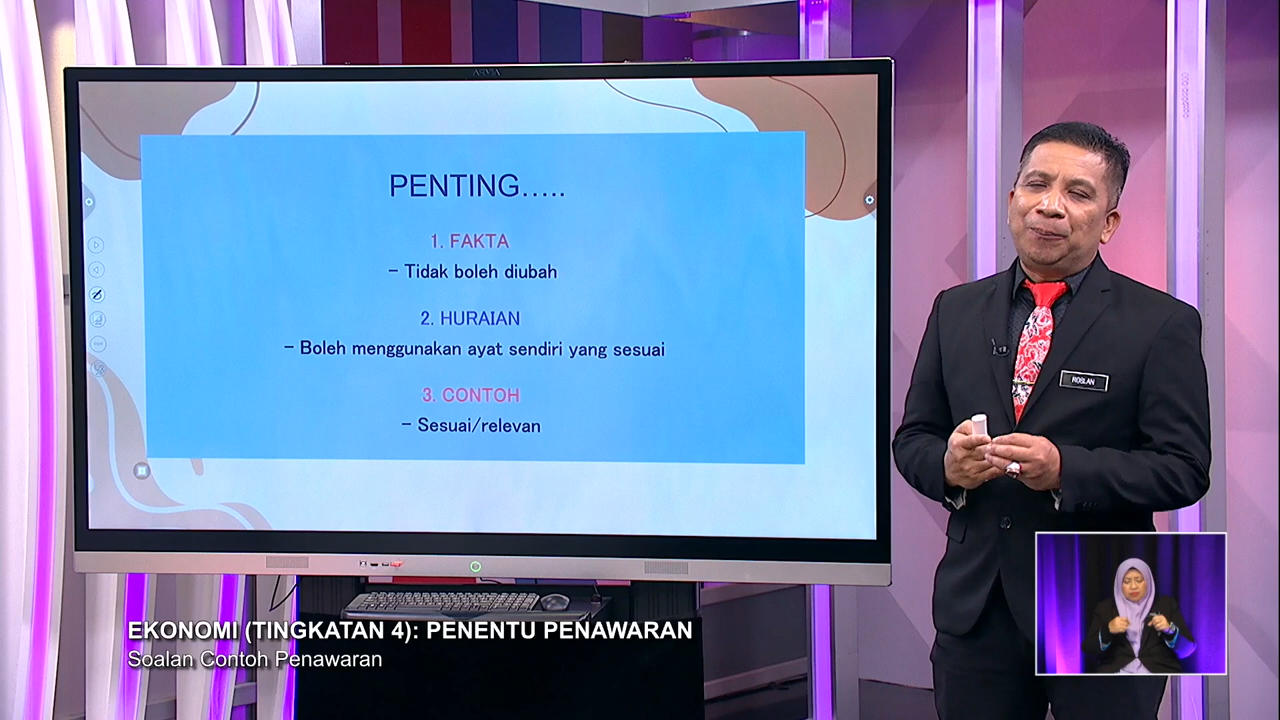 PENTING.....
1. FAKTA
- Tidak boleh diubah
2. HURAIAN
- Boleh menggunakan ayat sendiri yang sesuai
3. CONTOH
- Sesuai/relevan
ROSLAN
EKONOMI (TINGKATAN 4): PENENTU PENAWARAN
Soalan Contoh Penawaran